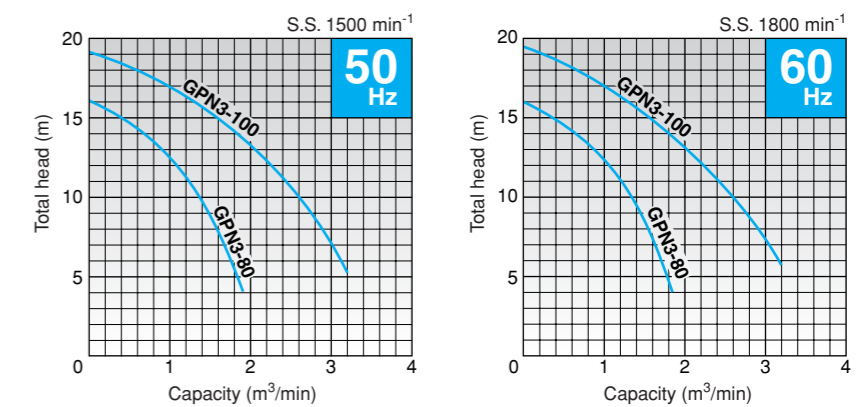 S.S. 1500 min-1
50
Hz
GPN3-100
GPN3-80
Total head (m)
20
15
10
5
0
1
2
3
4
Capacity (m3/min)
S.S. 1800 min-1
60
Hz
GPN3-100
GPN3-80
Total head (m)
20
15
10
5
0
1
2
3
4
Capacity (m3/min)